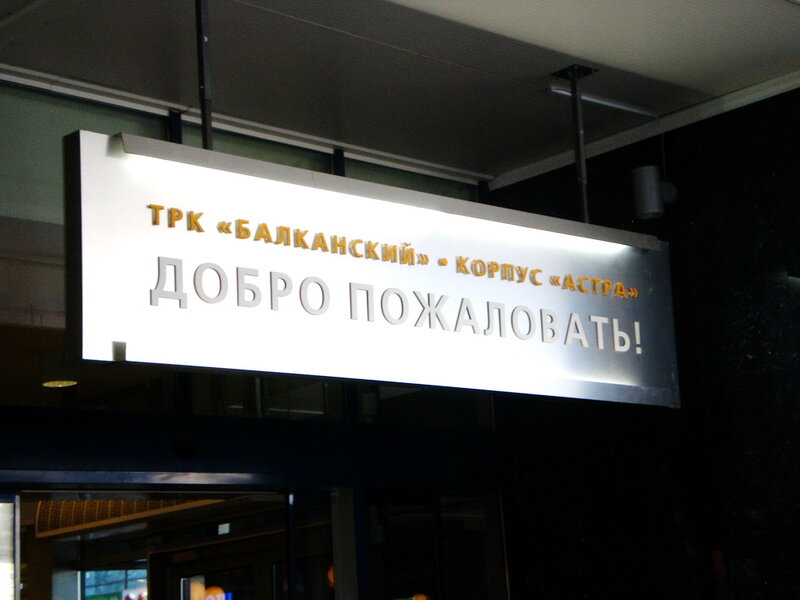 ТРК «БАЛКАНСКИЙ» • КОРПУС «АСТРА»
ДОБРО ПОЖАЛОВАТЬ!